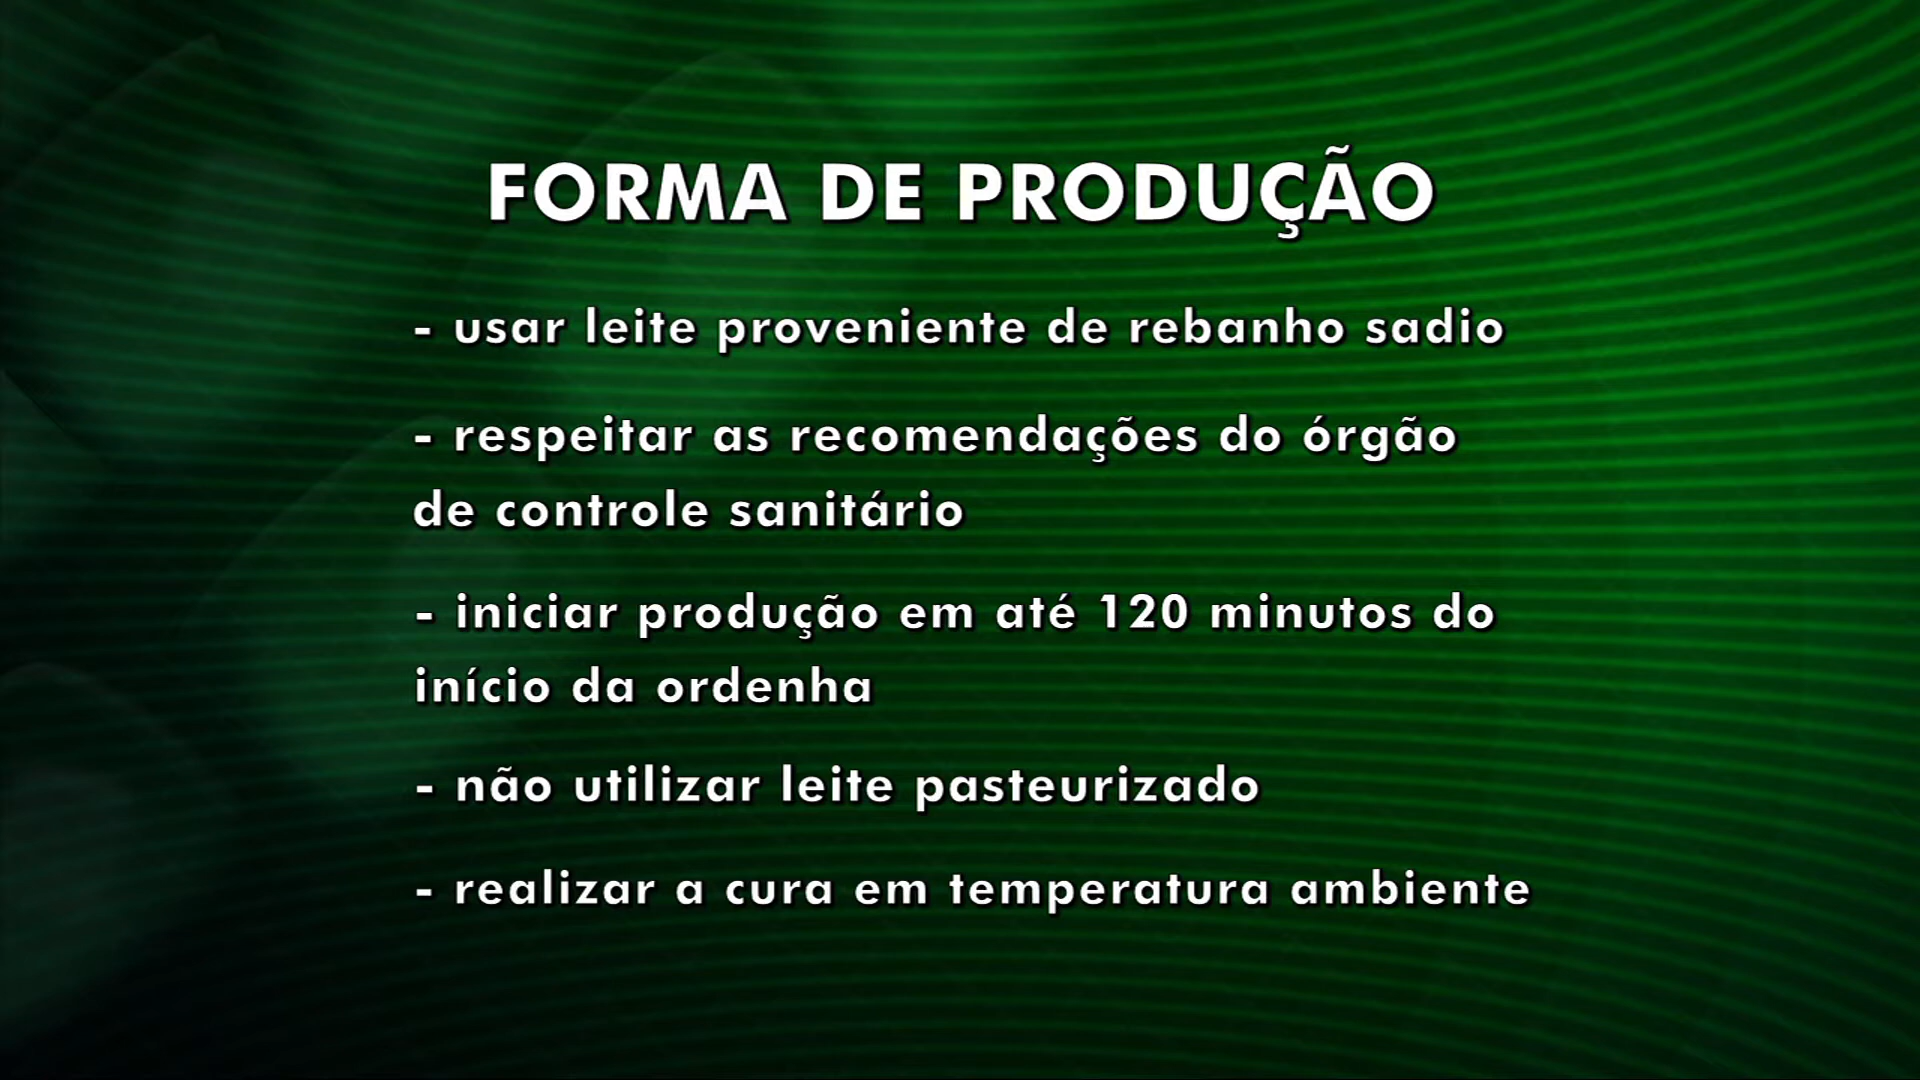 FORMA DE PRODUÇÃO
- usar leite proveniente de rebanho sadio
- respeitar as recomendações do órgão
de controle sanitário
- iniciar produção em até 120 minutos do
início da ordenha
- não utilizar leite pasteurizado
- realizar a cura em temperatura ambiente